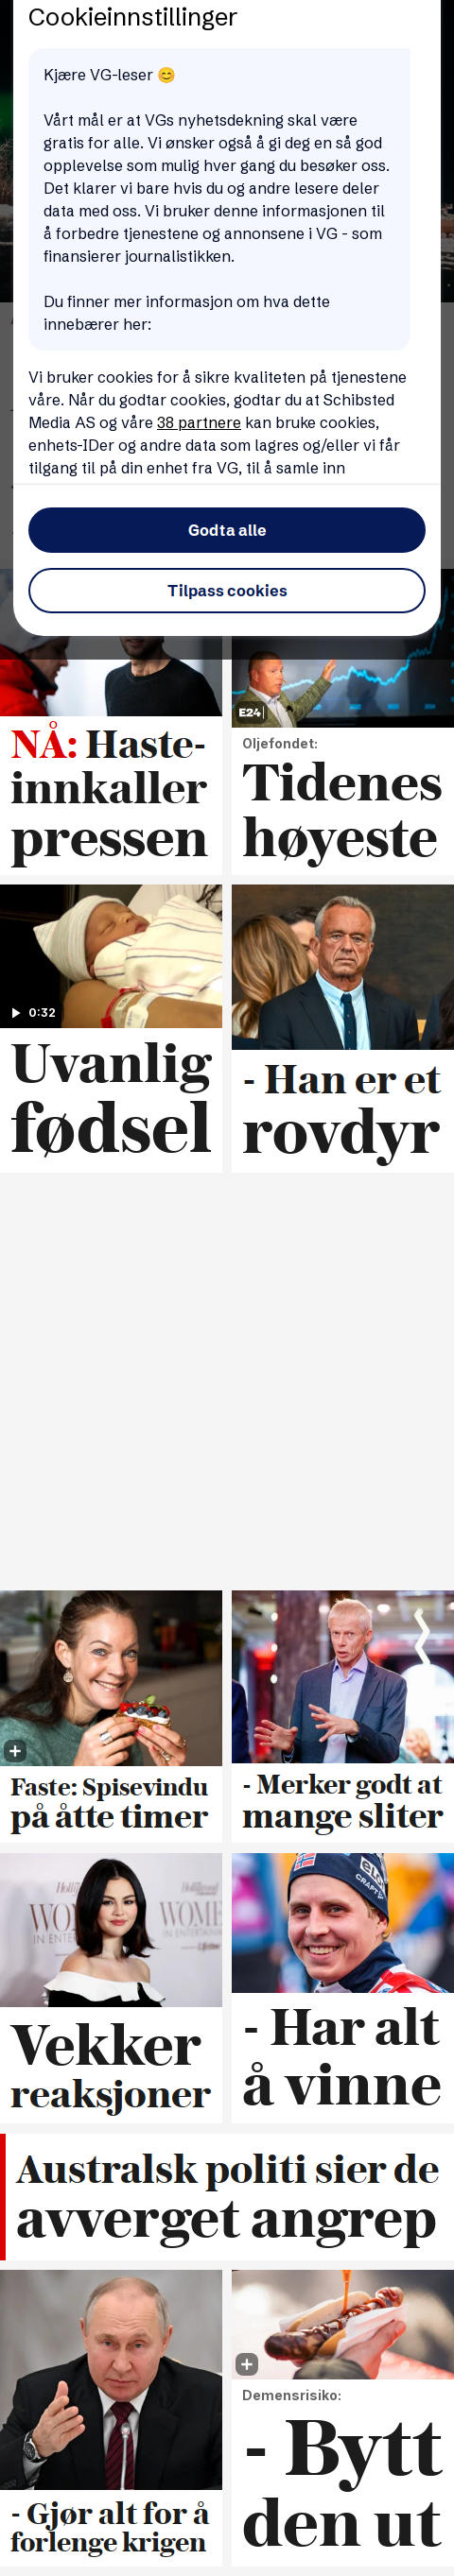 Cookieinnstillinger
Kjære VG-leser 😊
Vårt mål er at VGs nyhetsdekning skal være
gratis for alle. Vi ønsker også å gi deg en så god
opplevelse som mulig hver gang du besøker oss.
Det klarer vi bare hvis du og andre lesere deler
data med oss. Vi bruker denne informasjonen til
å forbedre tjenestene og annonsene i VG - som
finansierer journalistikken.
Du finner mer informasjon om hva dette
innebærer her:
Vi bruker cookies for å sikre kvaliteten på tjenestene
våre. Når du godtar cookies, godtar du at Schibsted
Media AS og våre 38 partnere kan bruke cookies,
enhets-IDer og andre data som lagres og/eller vi får
tilgang til på din enhet fra VG, til å samle inn
Godta alle
Tilpass cookies
NÅ: Haste-
innkaller
pressen
E24
Oljefondet:
Tidenes
høyeste
0:32
Uvanlig
fødsel
- Han er et
rovdyr
Faste: Spisevindu
på åtte timer
- Merker godt at
mange sliter
WOMEN
IN ENTERTAINMENT
Vekker
reaksjoner
CRAFT
- Har alt
å vinne
Australsk politi sier de
avverget angrep
- Gjør alt for å
forlenge krigen
Demensrisiko:
- Bytt
den ut